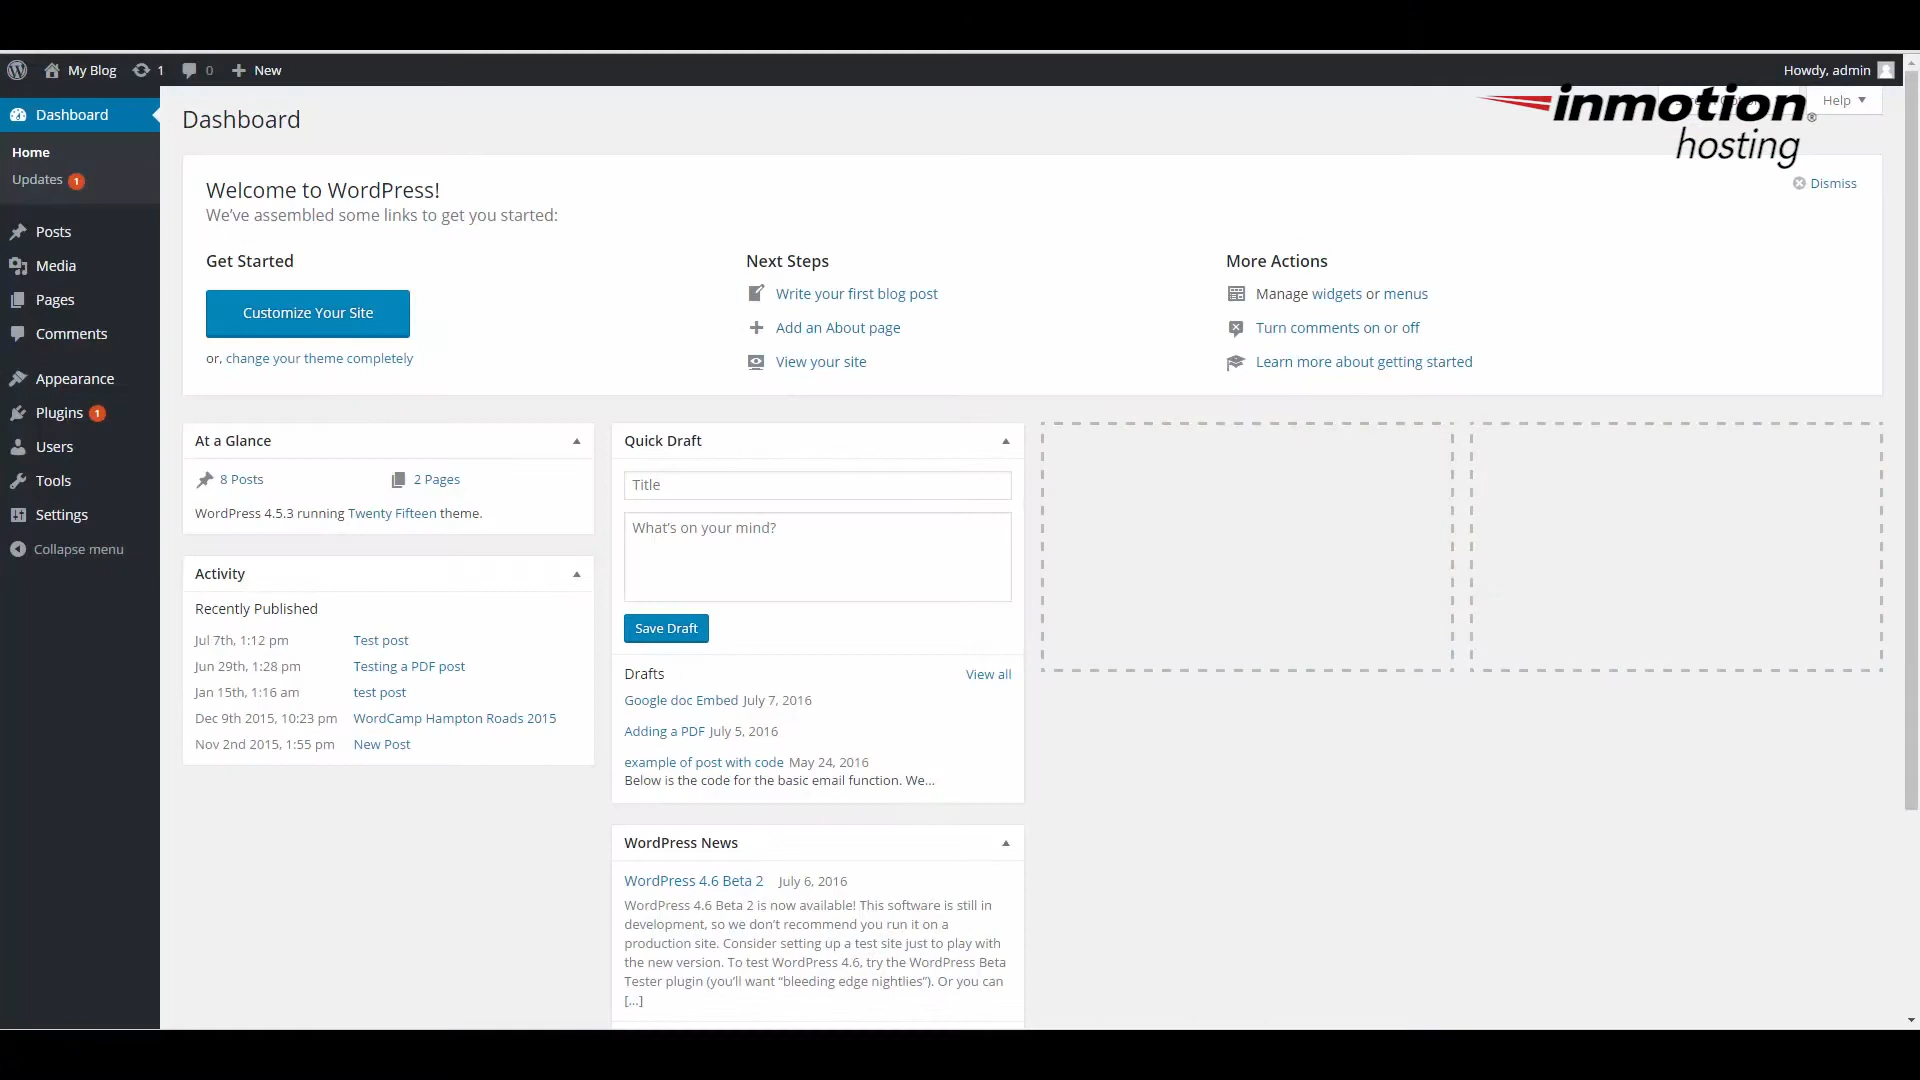 My Blog 1 0 New Howdy, admin
inmotion®
hosting
Help
Dashboard
Home
Updates 1
Posts
Media
Pages
Comments
Appearance
Plugins 1
Users
Tools
Settings
Collapse menu
Dashboard
Welcome to WordPress!
We've assembled some links to get you started:
Dismiss
Get Started
Customize Your Site
or, change your theme completely
Next Steps
Write your first blog post
Add an About page
View your site
More Actions
Manage widgets or menus
Turn comments on or off
Learn more about getting started
At a Glance
8 Posts 2 Pages
WordPress 4.5.3 running Twenty Fifteen theme.
Activity
Recently Published
Jul 7th, 1:12 pm Test post
Jun 29th, 1:28 pm Testing a PDF post
Jan 15th, 1:16 am test post
Dec 9th 2015, 10:23 pm WordCamp Hampton Roads 2015
Nov 2nd 2015, 1:55 pm New Post
Quick Draft
Title
What's on your mind?
Save Draft
Drafts View all
Google doc Embed July 7, 2016
Adding a PDF July 5, 2016
example of post with code May 24, 2016
Below is the code for the basic email function. We…
WordPress News
WordPress 4.6 Beta 2 July 6, 2016
WordPress 4.6 Beta 2 is now available! This software is still in
development, so we don't recommend you run it on a
production site. Consider setting up a test site just to play with
the new version. To test WordPress 4.6, try the WordPress Beta
Tester plugin (you'll want “bleeding edge nightlies”). Or you can
[…]